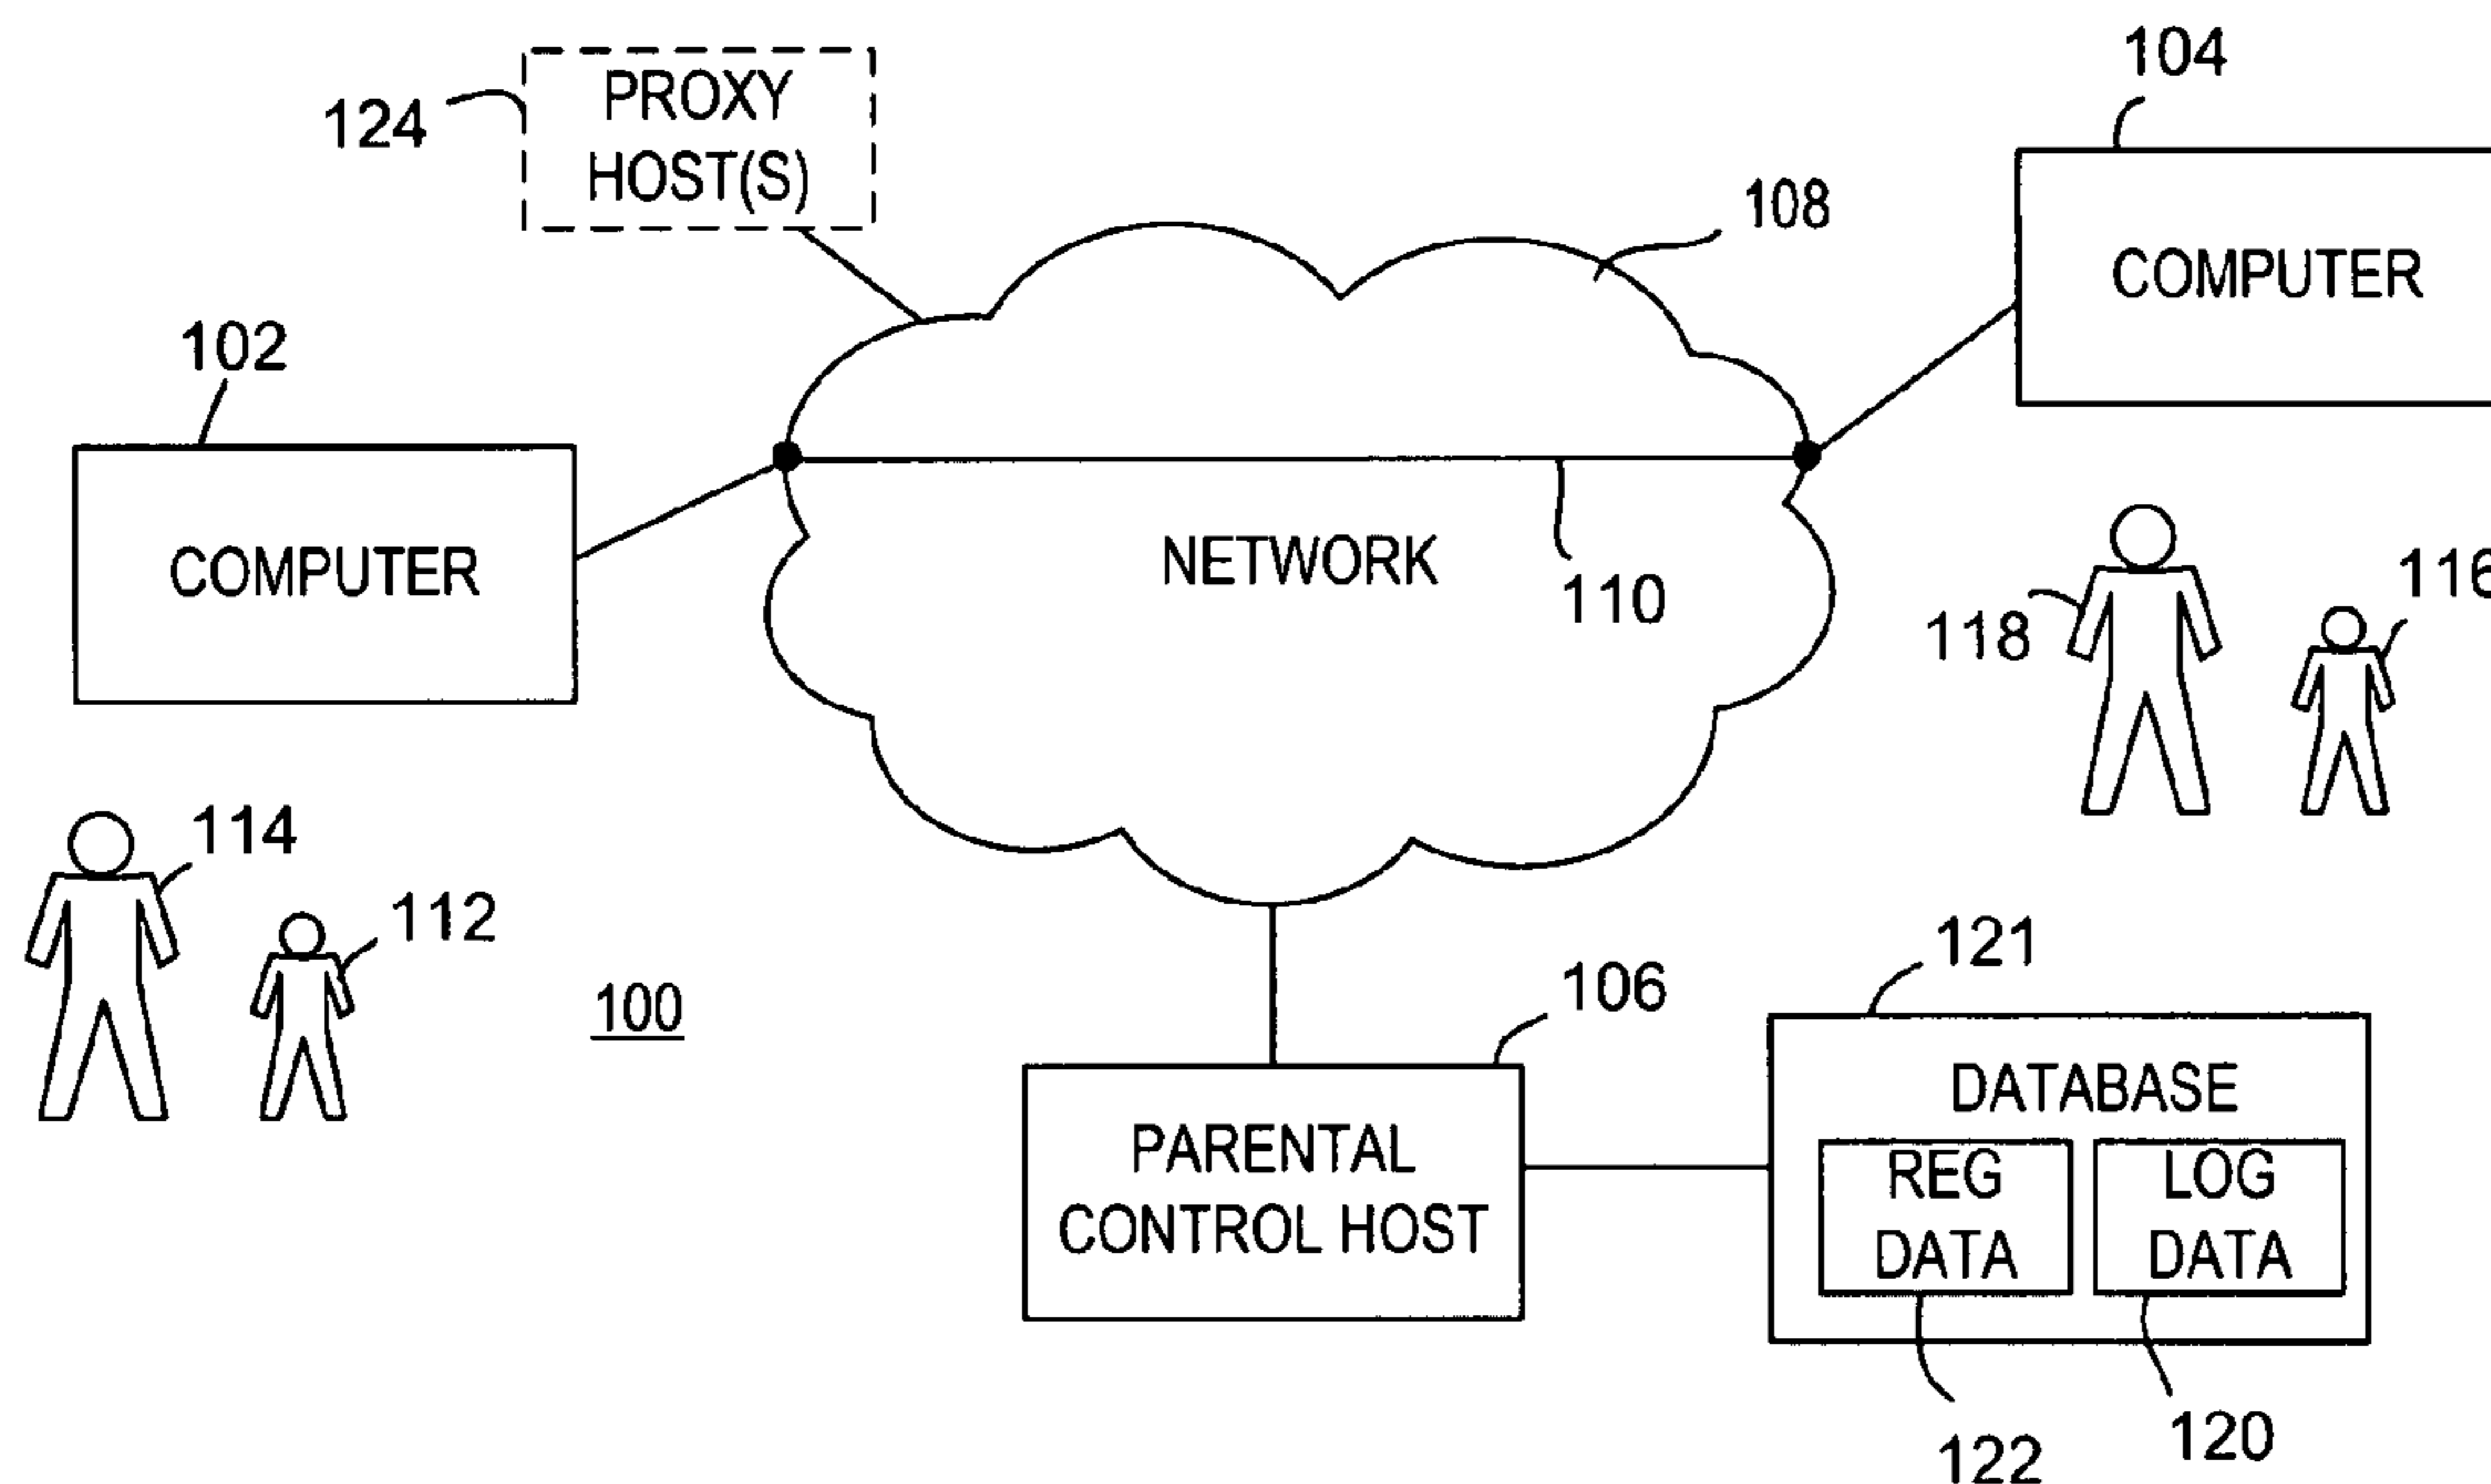 104
PROXY
HOST(S)
124
108
COMPUTER
102
COMPUTER
NETWORK
110
116
118
114
112
121
106
100
DATABASE
PARENTAL
CONTROL HOST
REG
DATA
LOG
DATA
120
122